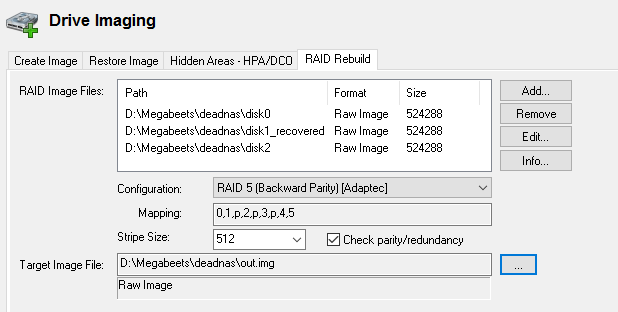 Drive Imaging
Create Image Restore Image Hidden Areas - HPA/DCO RAID Rebuild
RAID Image Files: Path Format Size Add...
D:\Megabeets\deadnas\disk0 Raw Image 524288 Remove
D:\Megabeets\deadnas\disk1_recovered Raw Image 524288 Edit...
D:\Megabeets\deadnas\disk2 Raw Image 524288 Info...
Configuration: RAID 5 (Backward Parity) [Adaptec]
Mapping: 0,1,p,2,p,3,p,4,5
Stripe Size: 512 Check parity/redundancy
Target Image File: D:\Megabeets\deadnas\out.img ...
Raw Image